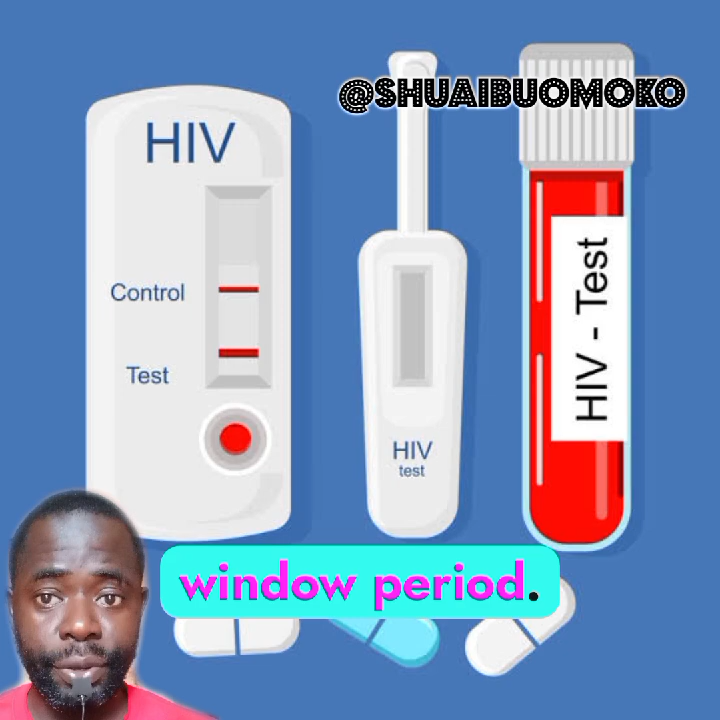 @SHUAIBUOMOKO
HIV
Control
Test
HIV
test
HIV - Test
window period.